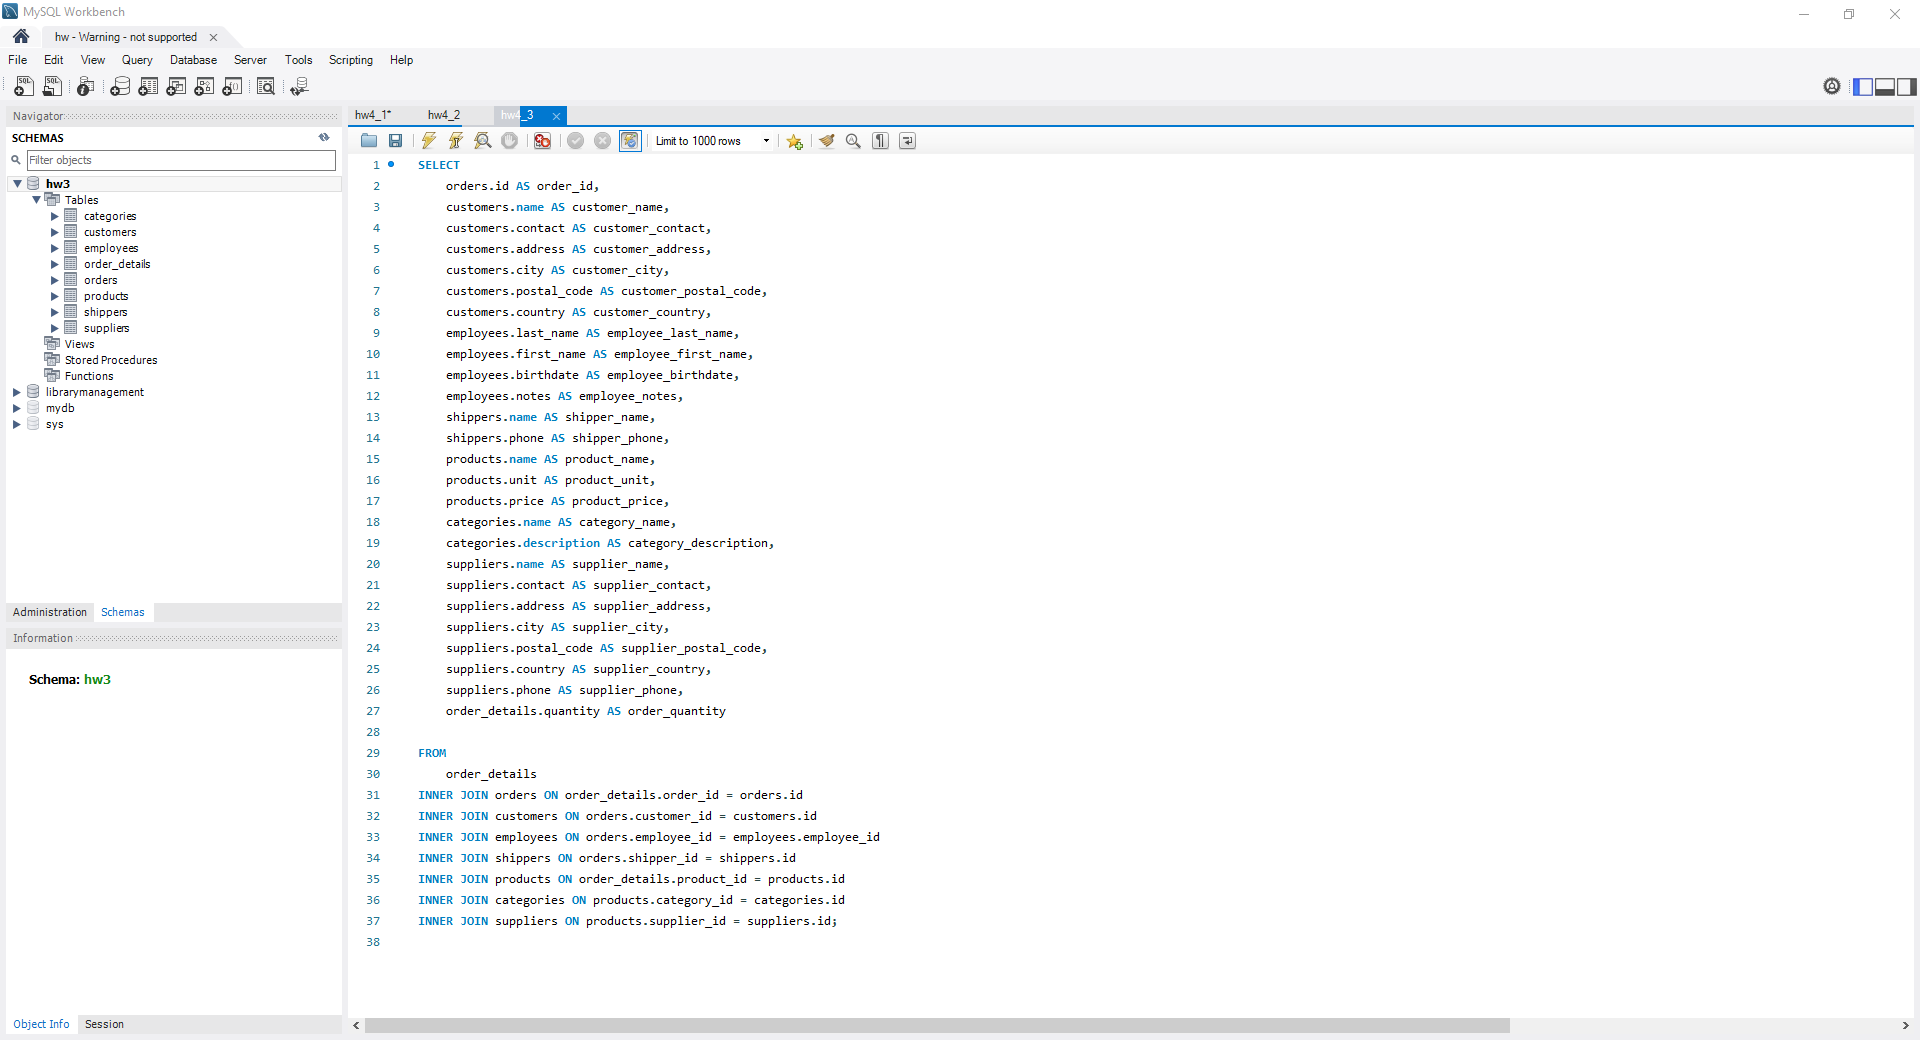 MySQL Workbench
hw - Warning - not supported
File Edit View Query Database Server Tools Scripting Help
Navigator
SCHEMAS
Filter objects
hw3
Tables
categories
customers
employees
order_details
orders
products
shippers
suppliers
Views
Stored Procedures
Functions
librarymanagement
mydb
sys
Administration Schemas
Information
Schema: hw3
Object Info Session
hw4_1* hw4_2 hw4_3
Limit to 1000 rows
1 SELECT
2 orders.id AS order_id,
3 customers.name AS customer_name,
4 customers.contact AS customer_contact,
5 customers.address AS customer_address,
6 customers.city AS customer_city,
7 customers.postal_code AS customer_postal_code,
8 customers.country AS customer_country,
9 employees.last_name AS employee_last_name,
10 employees.first_name AS employee_first_name,
11 employees.birthdate AS employee_birthdate,
12 employees.notes AS employee_notes,
13 shippers.name AS shipper_name,
14 shippers.phone AS shipper_phone,
15 products.name AS product_name,
16 products.unit AS product_unit,
17 products.price AS product_price,
18 categories.name AS category_name,
19 categories.description AS category_description,
20 suppliers.name AS supplier_name,
21 suppliers.contact AS supplier_contact,
22 suppliers.address AS supplier_address,
23 suppliers.city AS supplier_city,
24 suppliers.postal_code AS supplier_postal_code,
25 suppliers.country AS supplier_country,
26 suppliers.phone AS supplier_phone,
27 order_details.quantity AS order_quantity
28
29 FROM
30 order_details
31 INNER JOIN orders ON order_details.order_id = orders.id
32 INNER JOIN customers ON orders.customer_id = customers.id
33 INNER JOIN employees ON orders.employee_id = employees.employee_id
34 INNER JOIN shippers ON orders.shipper_id = shippers.id
35 INNER JOIN products ON order_details.product_id = products.id
36 INNER JOIN categories ON products.category_id = categories.id
37 INNER JOIN suppliers ON products.supplier_id = suppliers.id;
38